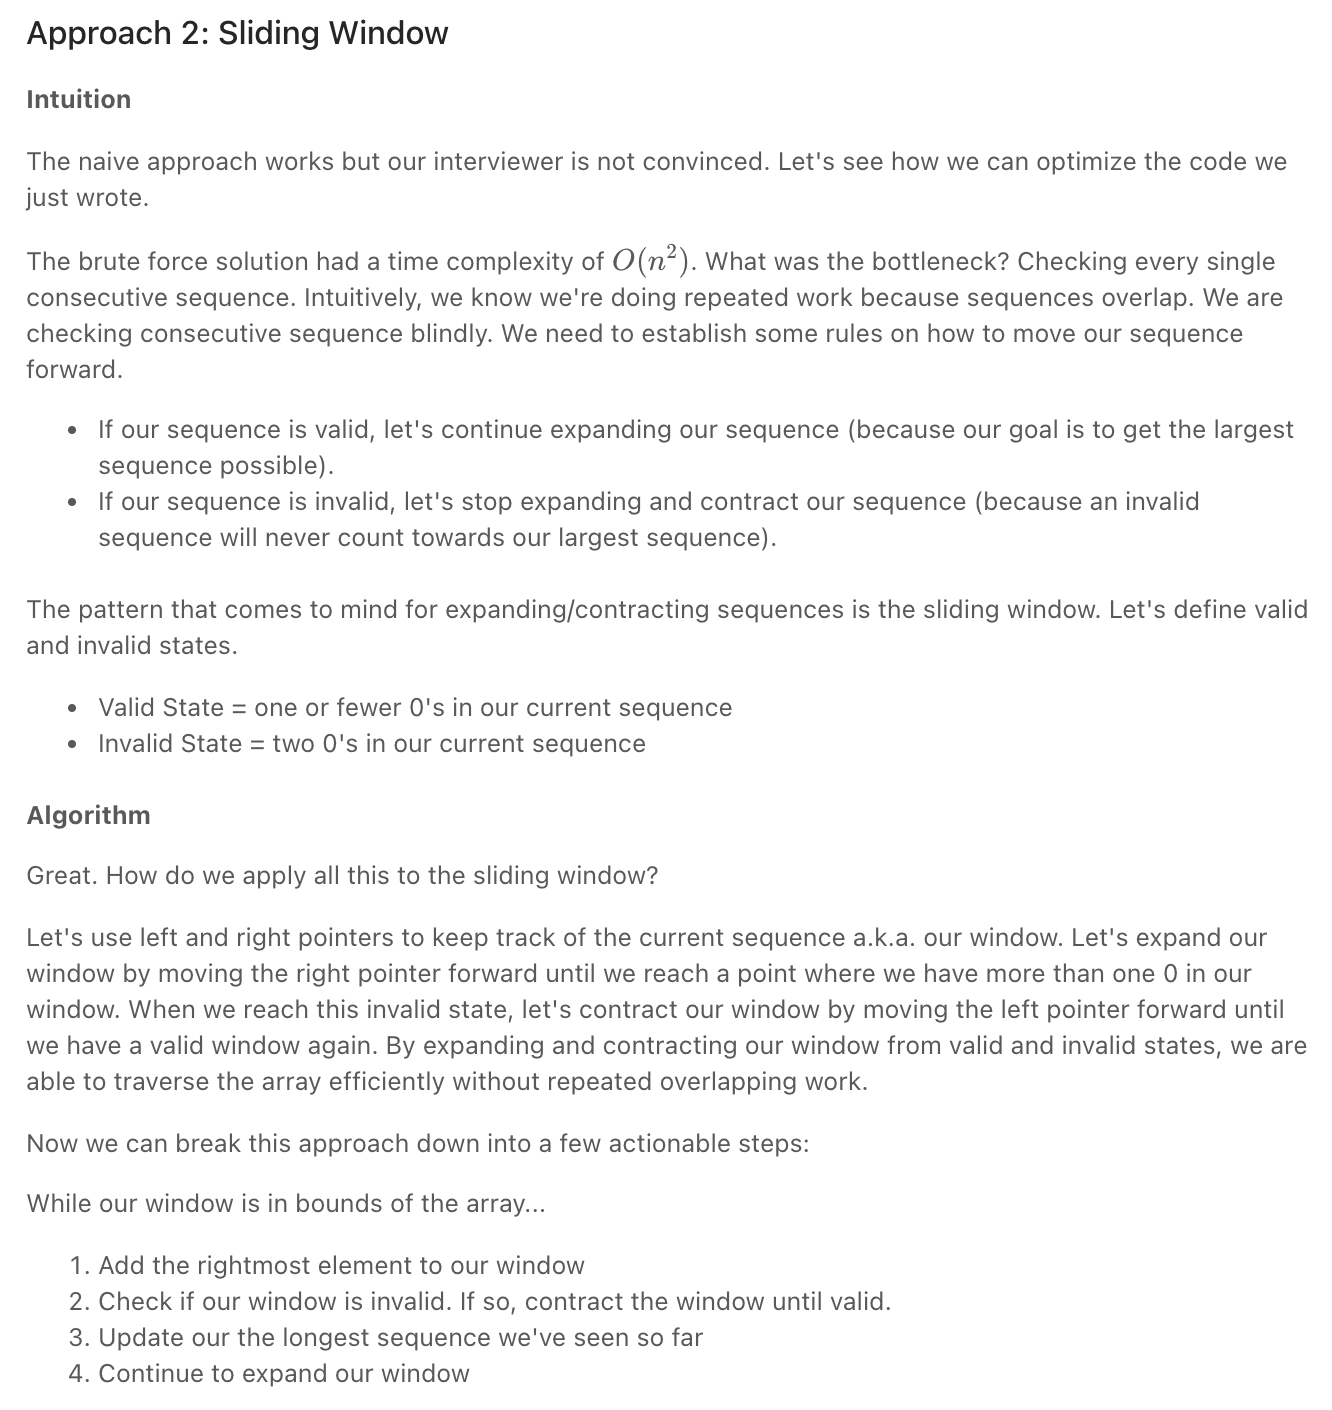 Approach 2: Sliding Window
Intuition
The naive approach works but our interviewer is not convinced. Let's see how we can optimize the code we
just wrote.
The brute force solution had a time complexity of O(n²). What was the bottleneck? Checking every single
consecutive sequence. Intuitively, we know we're doing repeated work because sequences overlap. We are
checking consecutive sequence blindly. We need to establish some rules on how to move our sequence
forward.
• If our sequence is valid, let's continue expanding our sequence (because our goal is to get the largest
sequence possible).
• If our sequence is invalid, let's stop expanding and contract our sequence (because an invalid
sequence will never count towards our largest sequence).
The pattern that comes to mind for expanding/contracting sequences is the sliding window. Let's define valid
and invalid states.
• Valid State = one or fewer 0's in our current sequence
• Invalid State = two 0's in our current sequence
Algorithm
Great. How do we apply all this to the sliding window?
Let's use left and right pointers to keep track of the current sequence a.k.a. our window. Let's expand our
window by moving the right pointer forward until we reach a point where we have more than one 0 in our
window. When we reach this invalid state, let's contract our window by moving the left pointer forward until
we have a valid window again. By expanding and contracting our window from valid and invalid states, we are
able to traverse the array efficiently without repeated overlapping work.
Now we can break this approach down into a few actionable steps:
While our window is in bounds of the array...
1. Add the rightmost element to our window
2. Check if our window is invalid. If so, contract the window until valid.
3. Update our the longest sequence we've seen so far
4. Continue to expand our window